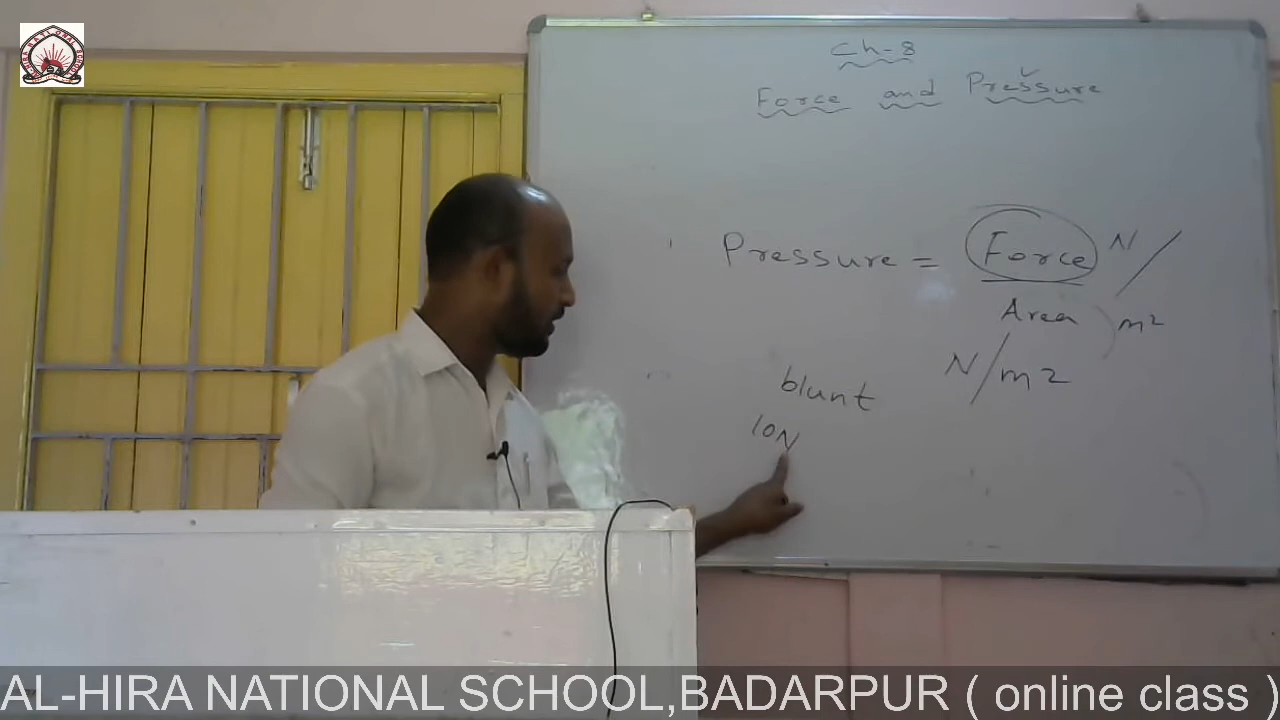 Ch-8
Force and Pressure
Pressure = Force N /
Area m2
N/m2
blunt
10N
AL-HIRA NATIONAL SCHOOL,BADARPUR ( online class )